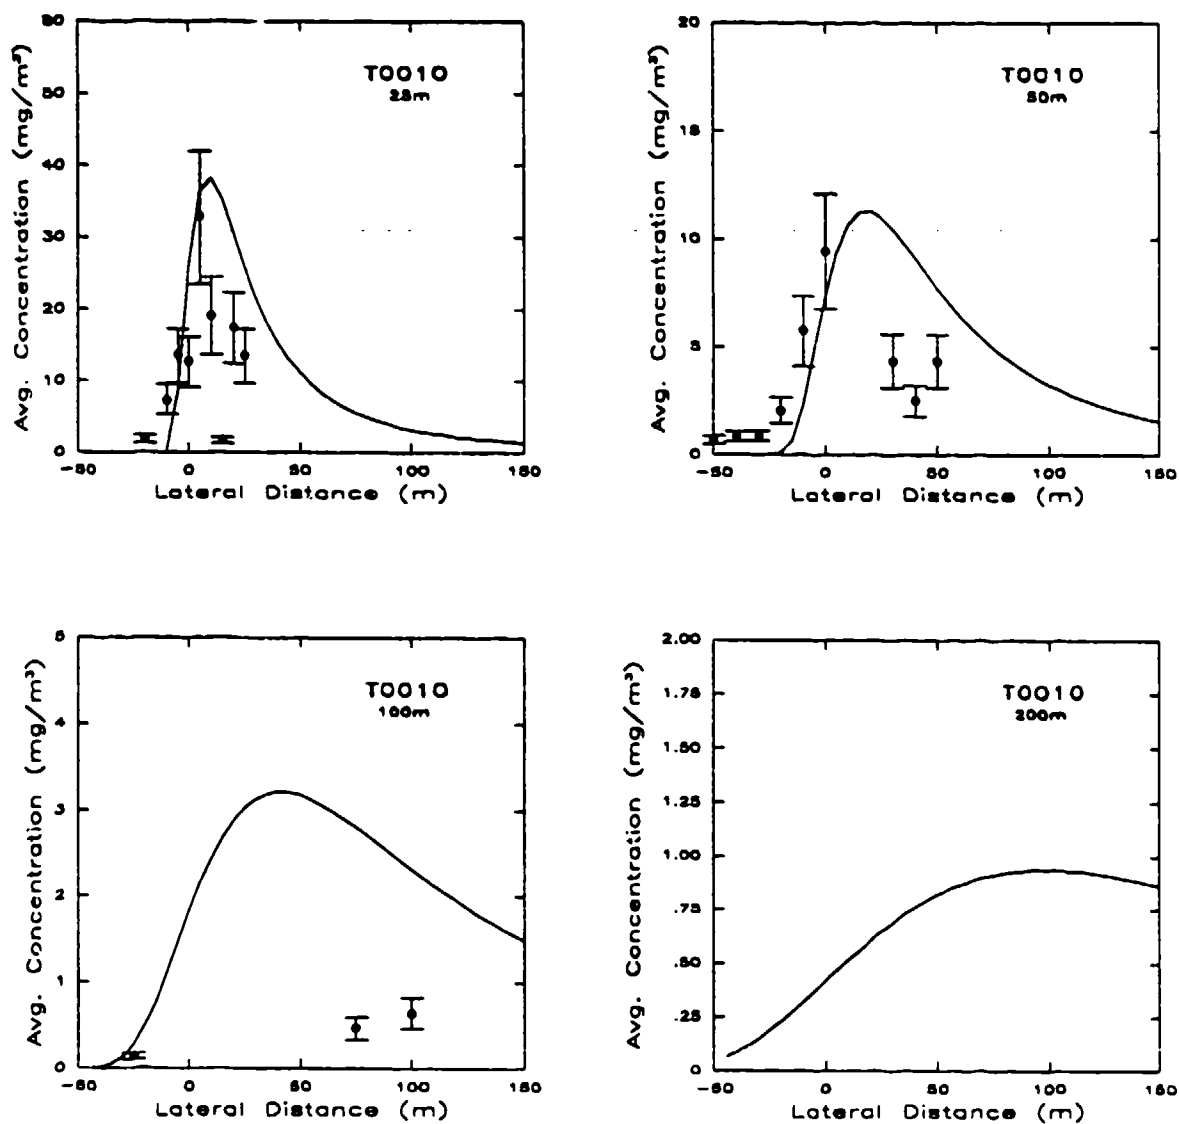 60
50
40
30
20
10
0
Avg. Concentration (mg/m³)
T0010
25m
-50 0 50 100 150
Lateral Distance (m)
20
15
10
5
0
Avg. Concentration (mg/m³)
T0010
50m
-50 0 50 100 150
Lateral Distance (m)
5
4
3
2
1
0
Avg. Concentration (mg/m³)
T0010
100m
-50 0 50 100 150
Lateral Distance (m)
2.00
1.75
1.50
1.25
1.00
.75
.50
.25
0
Avg. Concentration (mg/m³)
T0010
200m
-50 0 50 100 150
Lateral Distance (m)